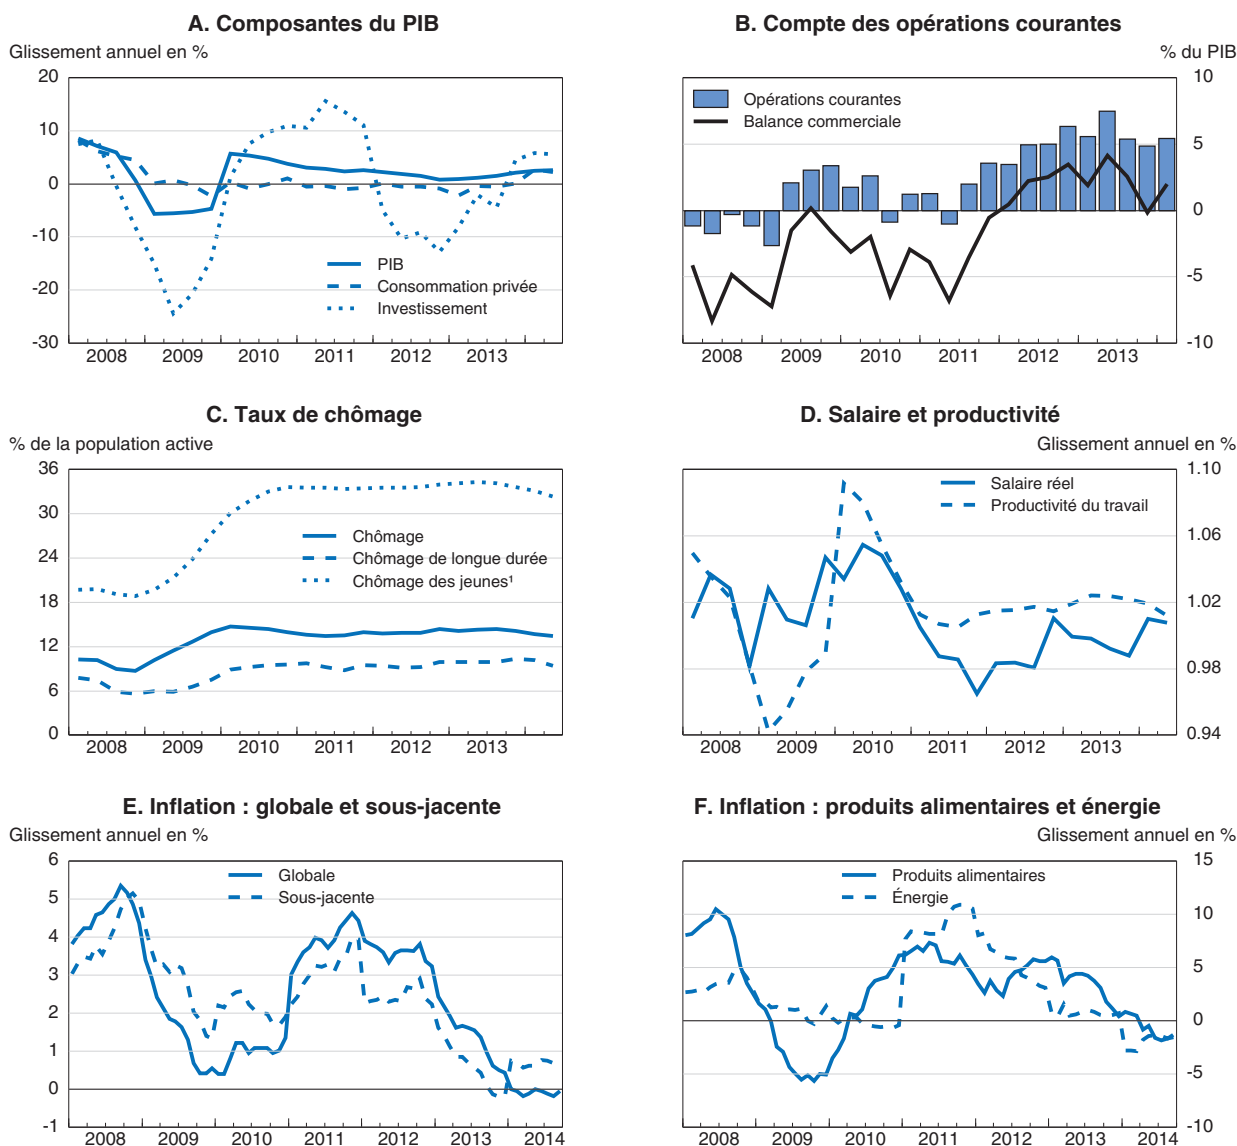 A. Composantes du PIB
Glissement annuel en %
20
10
0
-10
-20
-30
PIB
Consommation privée
Investissement
2008 2009 2010 2011 2012 2013
B. Compte des opérations courantes
% du PIB
10
5
0
-5
-10
Opérations courantes
Balance commerciale
2008 2009 2010 2011 2012 2013
C. Taux de chômage
% de la population active
36
30
24
18
12
6
0
Chômage
Chômage de longue durée
Chômage des jeunes¹
2008 2009 2010 2011 2012 2013
D. Salaire et productivité
Glissement annuel en %
1.10
1.06
1.02
0.98
0.94
Salaire réel
Productivité du travail
2008 2009 2010 2011 2012 2013
E. Inflation : globale et sous-jacente
Glissement annuel en %
6
5
4
3
2
1
0
-1
Globale
Sous-jacente
2008 2009 2010 2011 2012 2013 2014
F. Inflation : produits alimentaires et énergie
Glissement annuel en %
15
10
5
0
-5
-10
Produits alimentaires
Énergie
2008 2009 2010 2011 2012 2013 2014